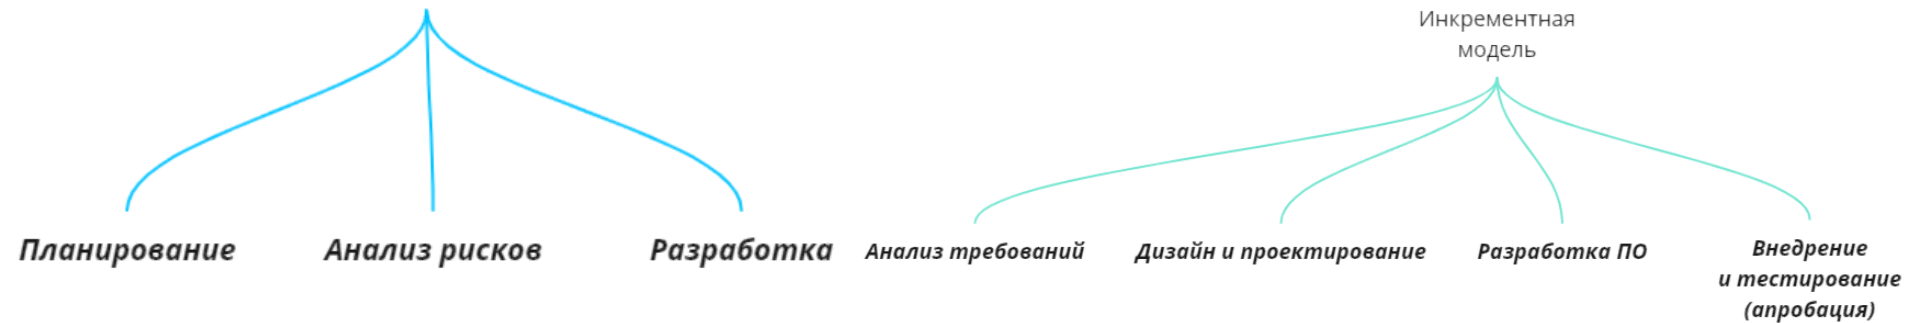 Инкрементная
модель
Планирование
Анализ рисков
Разработка
Анализ требований
Дизайн и проектирование
Разработка ПО
Внедрение
и тестирование
(апробация)